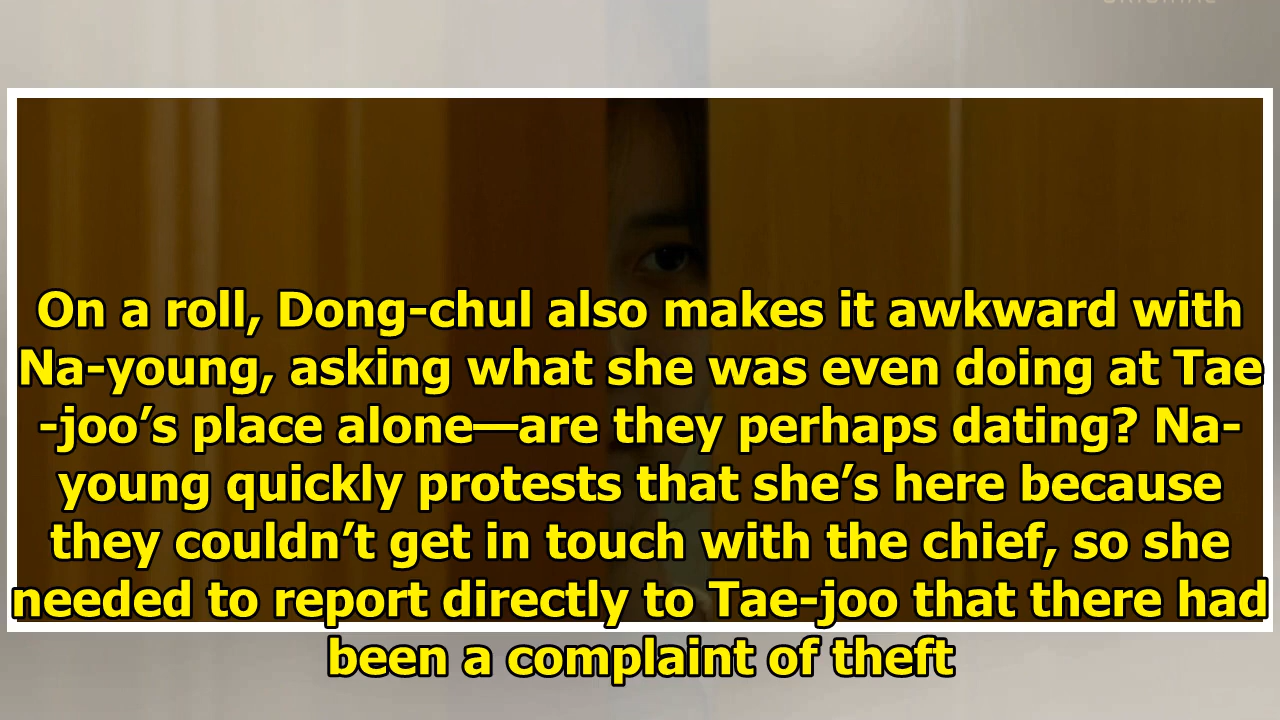 ORIGINAL
On a roll, Dong-chul also makes it awkward with
Na-young, asking what she was even doing at Tae
-joo’s place alone—are they perhaps dating? Na-
young quickly protests that she’s here because
they couldn’t get in touch with the chief, so she
needed to report directly to Tae-joo that there had
been a complaint of theft